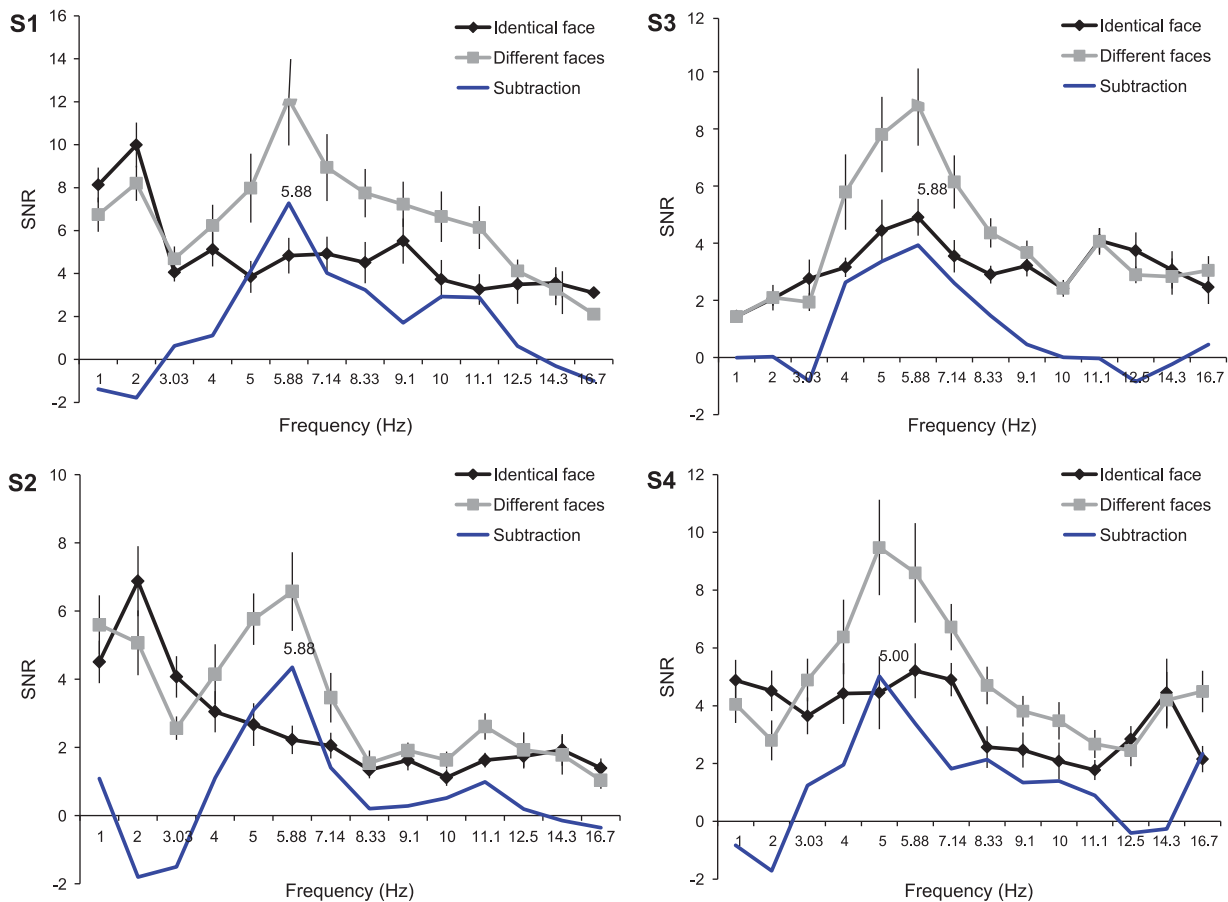 S1
Identical face
Different faces
Subtraction
16
14
12
10
8
6
4
2
0
-2
SNR
5.88
1 2 3.03 4 5 5.88 7.14 8.33 9.1 10 11.1 12.5 14.3 16.7
Frequency (Hz)
S3
Identical face
Different faces
Subtraction
12
10
8
6
4
2
0
-2
SNR
5.88
1 2 3.03 4 5 5.88 7.14 8.33 9.1 10 11.1 12.5 14.3 16.7
Frequency (Hz)
S2
Identical face
Different faces
Subtraction
10
8
6
4
2
0
-2
SNR
5.88
1 2 3.03 4 5 5.88 7.14 8.33 9.1 10 11.1 12.5 14.3 16.7
Frequency (Hz)
S4
Identical face
Different faces
Subtraction
12
10
8
6
4
2
0
-2
SNR
5.00
1 2 3.03 4 5 5.88 7.14 8.33 9.1 10 11.1 12.5 14.3 16.7
Frequency (Hz)